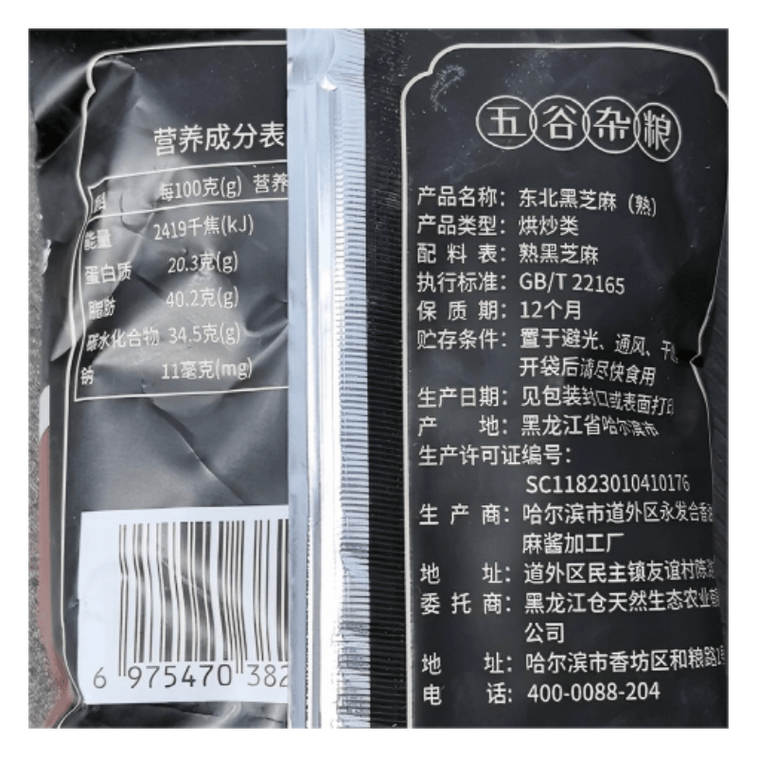 营养成分表
每100克(g) 营养
能量 2419千焦(kJ)
蛋白质 20.3克(g)
脂肪 40.2克(g)
碳水化合物 34.5克(g)
钠 11毫克(mg)
6 975470 382
五谷杂粮
产品名称：东北黑芝麻（熟）
产品类型：烘炒类
配料表：熟黑芝麻
执行标准：GB/T 22165
保质期：12个月
贮存条件：置于避光、通风、干
开袋后请尽快食用
生产日期：见包装封口或表面打印
产地：黑龙江省哈尔滨市
生产许可证编号：
SC11823010410176
生产商：哈尔滨市道外区永发合香油
麻酱加工厂
地址：道外区民主镇友谊村陈
委托商：黑龙江仓天然生态农业
公司
地址：哈尔滨市香坊区和粮路
电话：400-0088-204